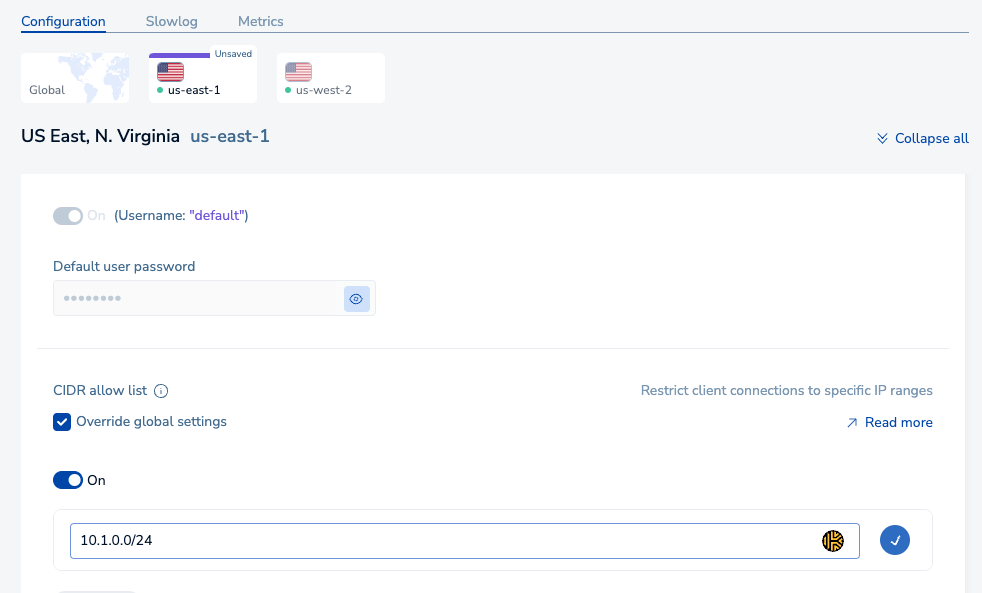 Configuration Slowlog Metrics
Unsaved
Global us-east-1 us-west-2
US East, N. Virginia us-east-1 Collapse all
On (Username: "default")
Default user password
••••••••
CIDR allow list Restrict client connections to specific IP ranges
Override global settings Read more
On
10.1.0.0/24